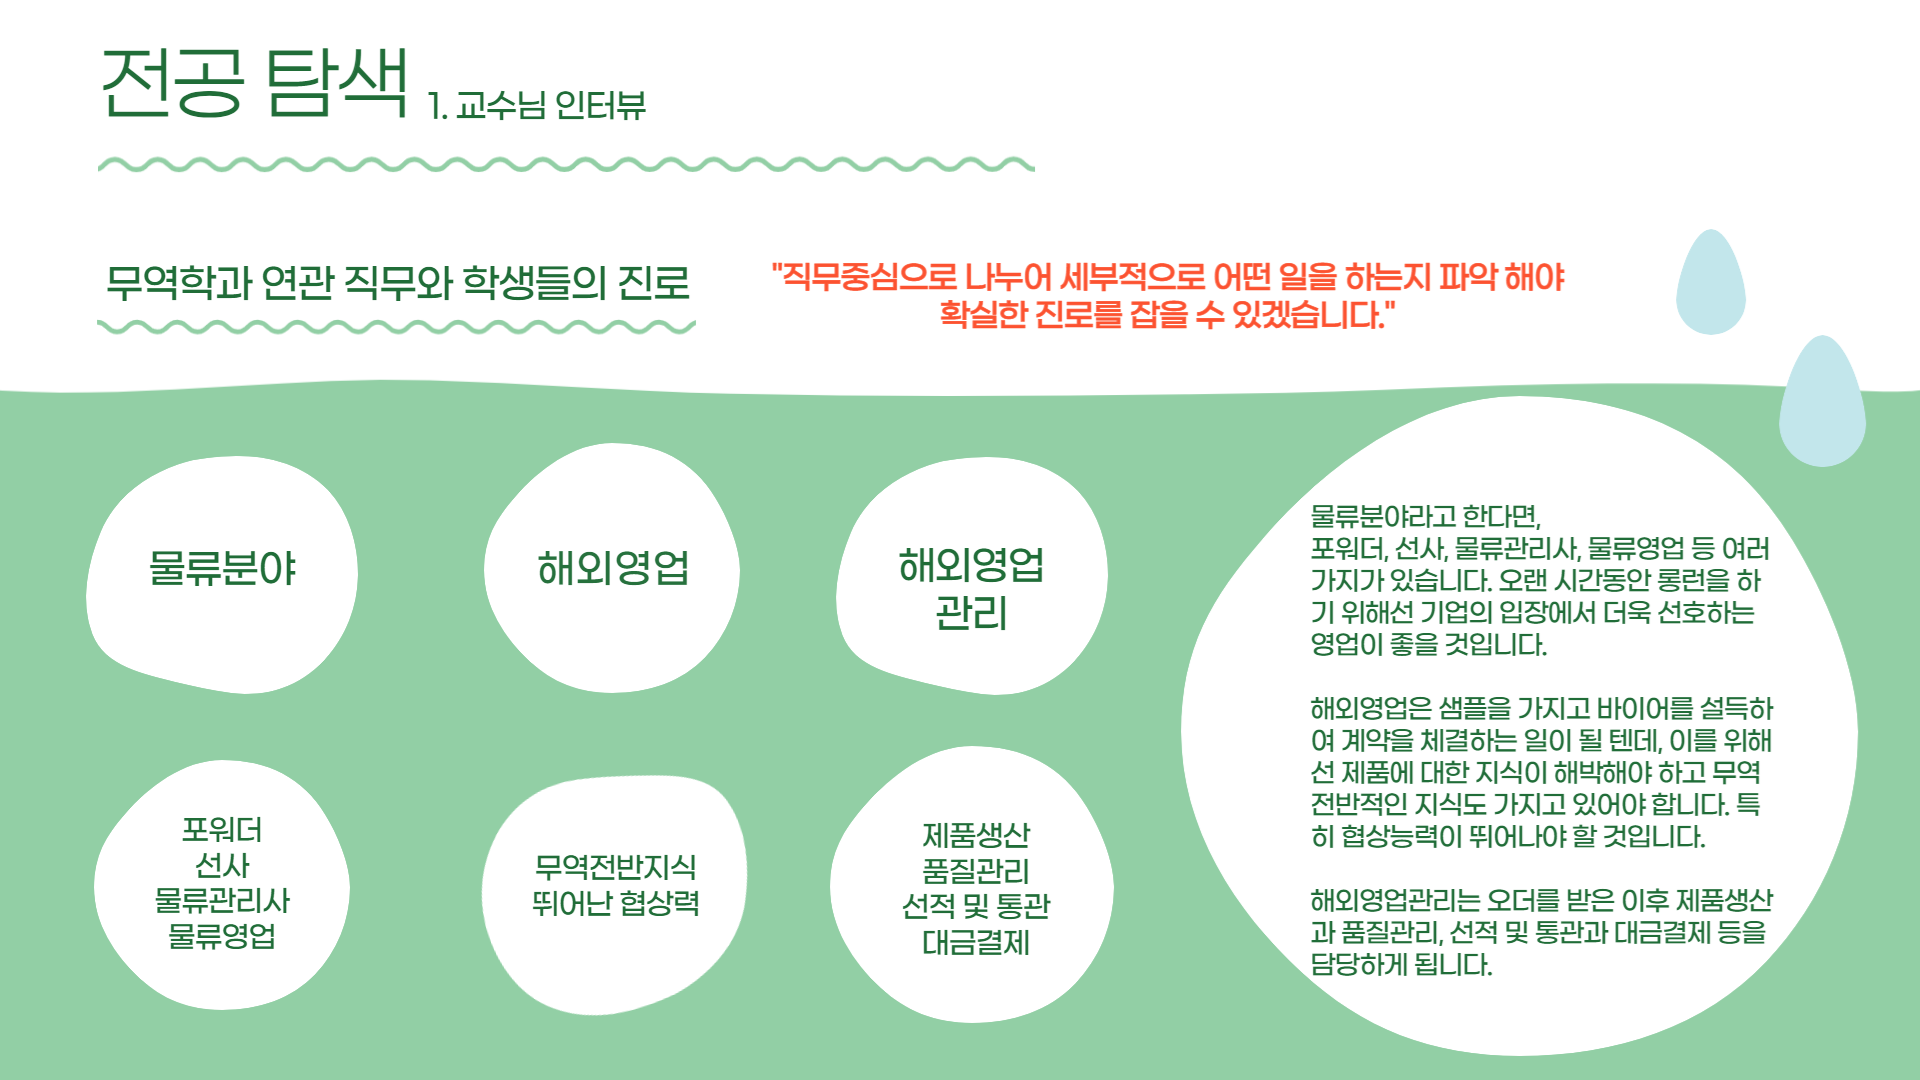 전공 탐색 1. 교수님 인터뷰
무역학과 연관 직무와 학생들의 진로
"직무중심으로 나누어 세부적으로 어떤 일을 하는지 파악 해야
확실한 진로를 잡을 수 있겠습니다."
물류분야
해외영업
해외영업
관리
포워더
선사
물류관리사
물류영업
무역전반지식
뛰어난 협상력
제품생산
품질관리
선적 및 통관
대금결제
물류분야라고 한다면,
포워더, 선사, 물류관리사, 물류영업 등 여러
가지가 있습니다. 오랜 시간동안 롱런을 하
기 위해선 기업의 입장에서 더욱 선호하는
영업이 좋을 것입니다.
해외영업은 샘플을 가지고 바이어를 설득하
여 계약을 체결하는 일이 될 텐데, 이를 위해
선 제품에 대한 지식이 해박해야 하고 무역
전반적인 지식도 가지고 있어야 합니다. 특
히 협상능력이 뛰어나야 할 것입니다.
해외영업관리는 오더를 받은 이후 제품생산
과 품질관리, 선적 및 통관과 대금결제 등을
담당하게 됩니다.